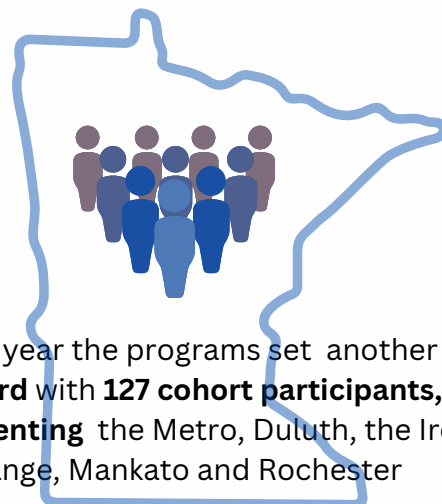 year the programs set another
rd with 127 cohort participants,
enting the Metro, Duluth, the Iro
ange, Mankato and Rochester